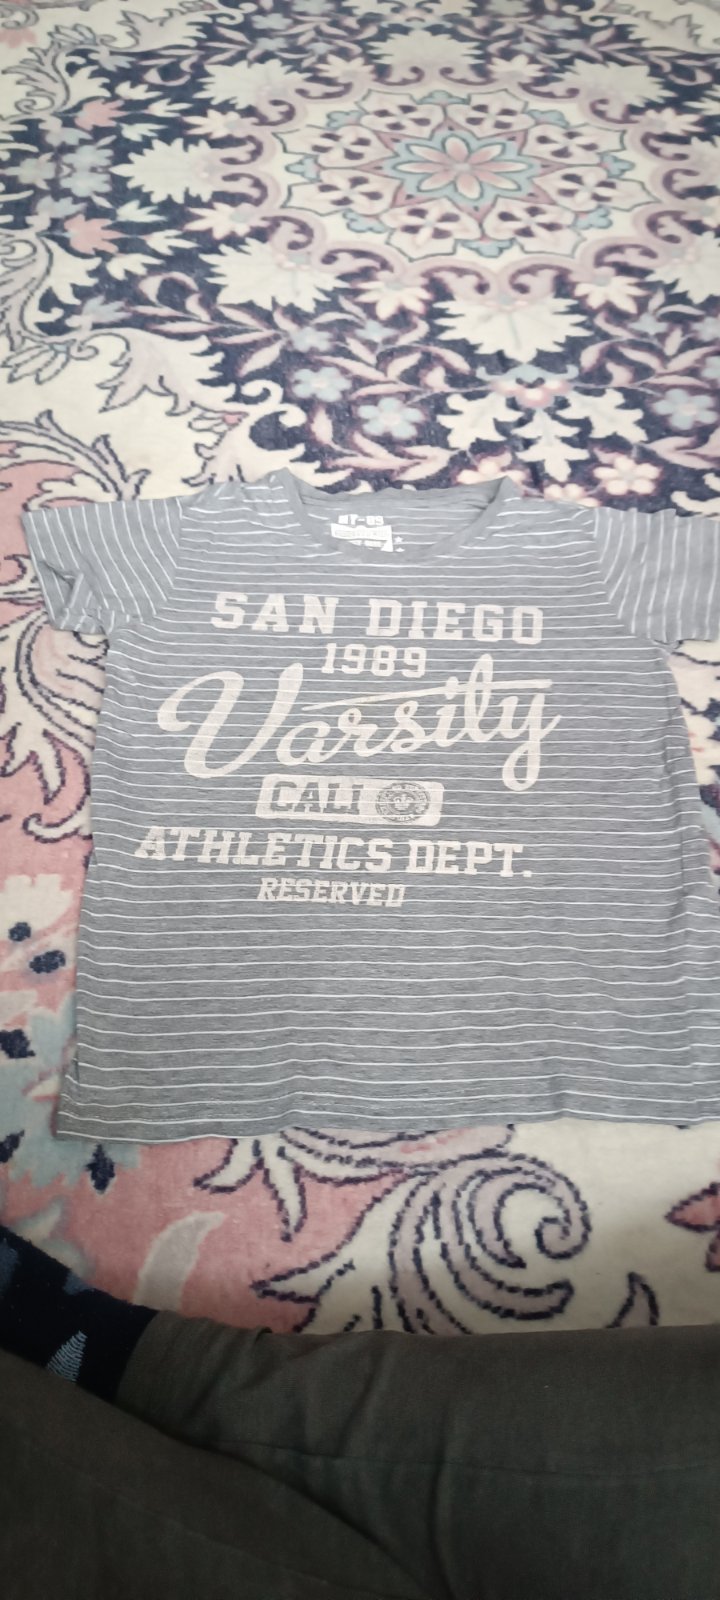 SAN DIEGO
1989
Varsity
CALI
ATHLETICS DEPT.
RESERVED